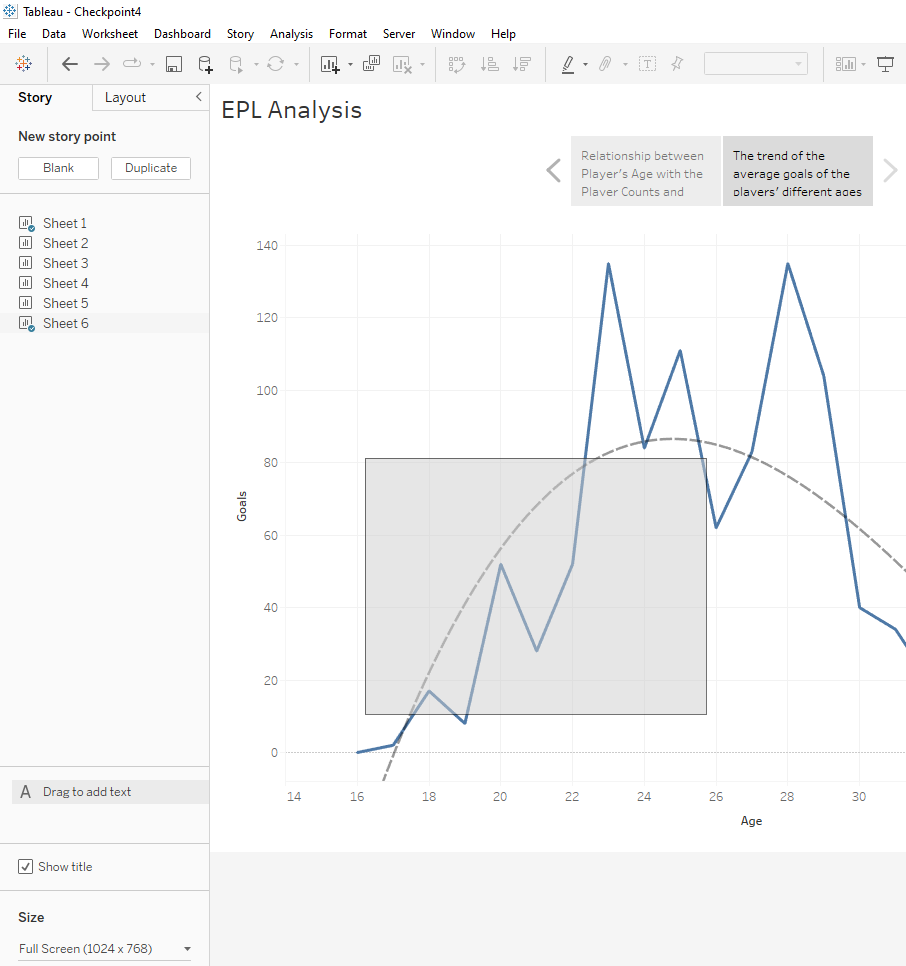 Tableau - Checkpoint4
File Data Worksheet Dashboard Story Analysis Format Server Window Help
Story Layout
New story point
Blank Duplicate
Sheet 1
Sheet 2
Sheet 3
Sheet 4
Sheet 5
Sheet 6
A Drag to add text
Show title
Size
Full Screen (1024 x 768)
EPL Analysis
Relationship between
Player's Age with the
Player Counts and
The trend of the
average goals of the
players' different ages
140
120
100
80
60
40
20
0
Goals
14 16 18 20 22 24 26 28 30
Age